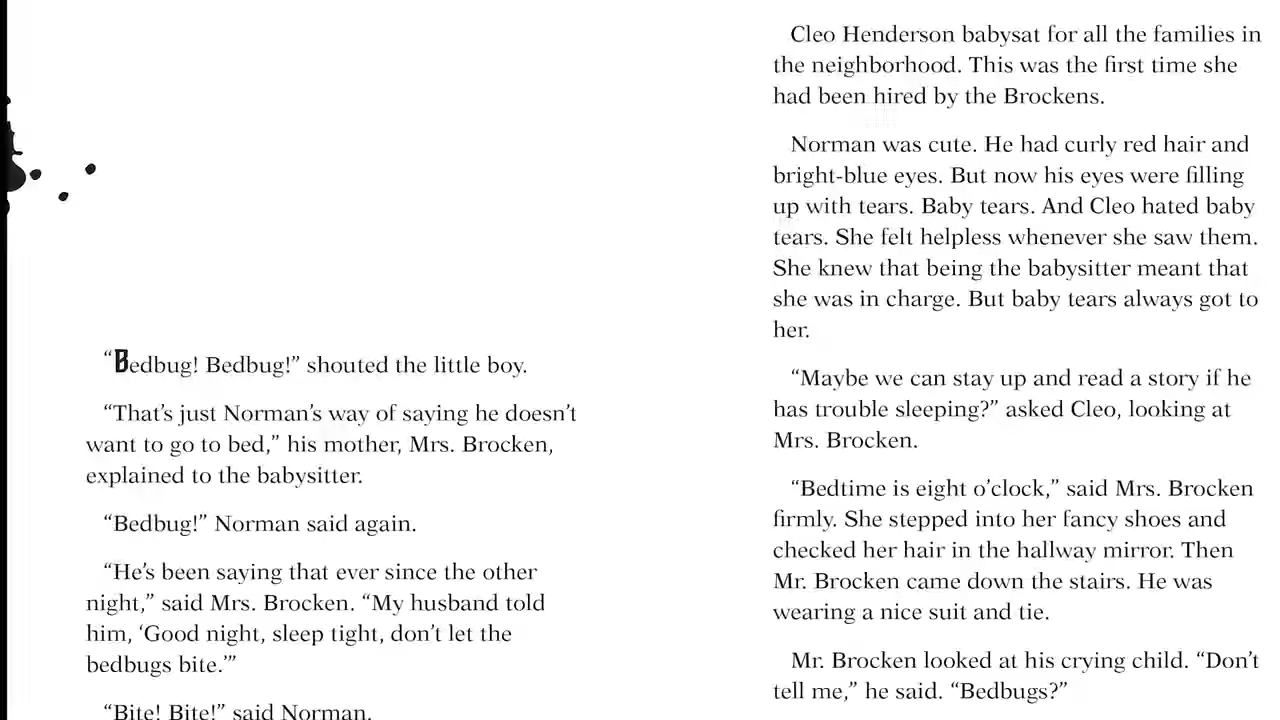 “Bedbug! Bedbug!” shouted the little boy.
“That’s just Norman’s way of saying he doesn’t
want to go to bed,” his mother, Mrs. Brocken,
explained to the babysitter.
“Bedbug!” Norman said again.
“He’s been saying that ever since the other
night,” said Mrs. Brocken. “My husband told
him, ‘Good night, sleep tight, don’t let the
bedbugs bite.’”
“Bite! Bite!” said Norman.
Cleo Henderson babysat for all the families in
the neighborhood. This was the first time she
had been hired by the Brockens.
Norman was cute. He had curly red hair and
bright-blue eyes. But now his eyes were filling
up with tears. Baby tears. And Cleo hated baby
tears. She felt helpless whenever she saw them.
She knew that being the babysitter meant that
she was in charge. But baby tears always got to
her.
“Maybe we can stay up and read a story if he
has trouble sleeping?” asked Cleo, looking at
Mrs. Brocken.
“Bedtime is eight o’clock,” said Mrs. Brocken
firmly. She stepped into her fancy shoes and
checked her hair in the hallway mirror. Then
Mr. Brocken came down the stairs. He was
wearing a nice suit and tie.
Mr. Brocken looked at his crying child. “Don’t
tell me,” he said. “Bedbugs?”